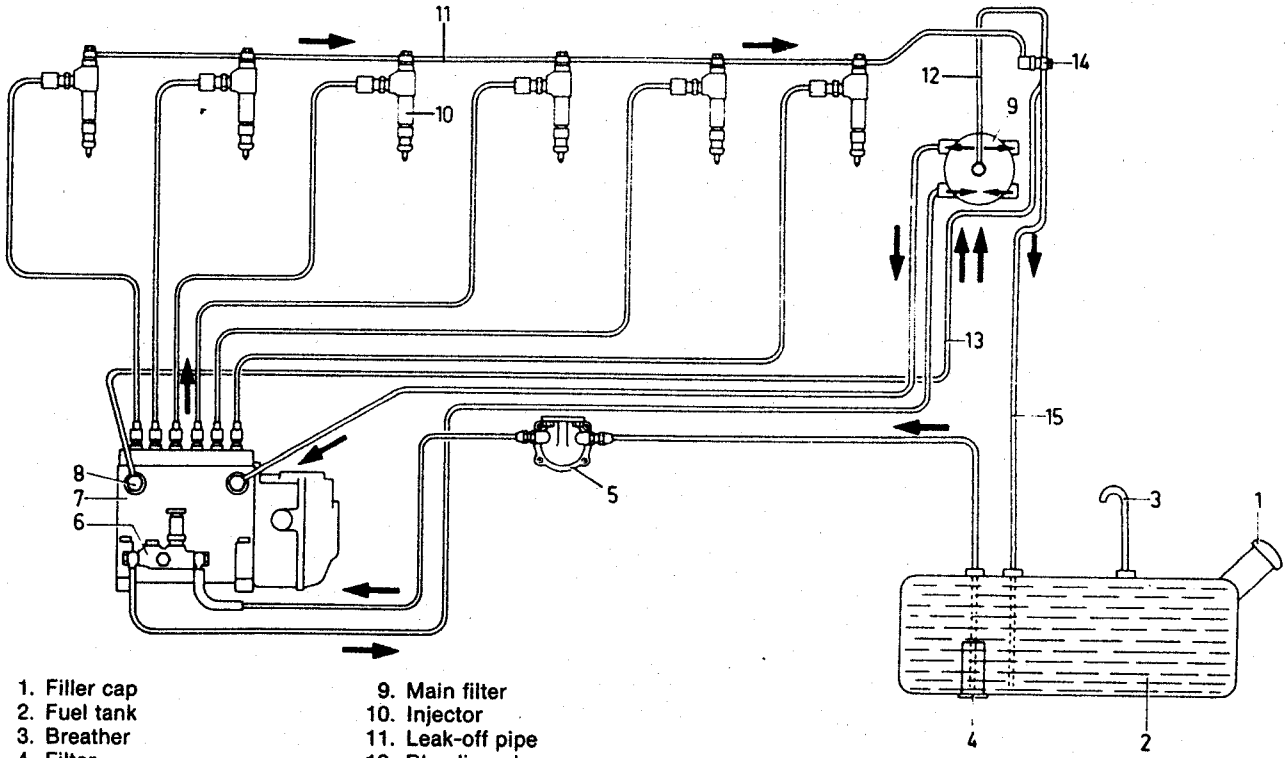 11
14
12
9
10
13
15
8
7
6
5
3
1
4
2
1. Filler cap
2. Fuel tank
3. Breather
9. Main filter
10. Injector
11. Leak-off pipe